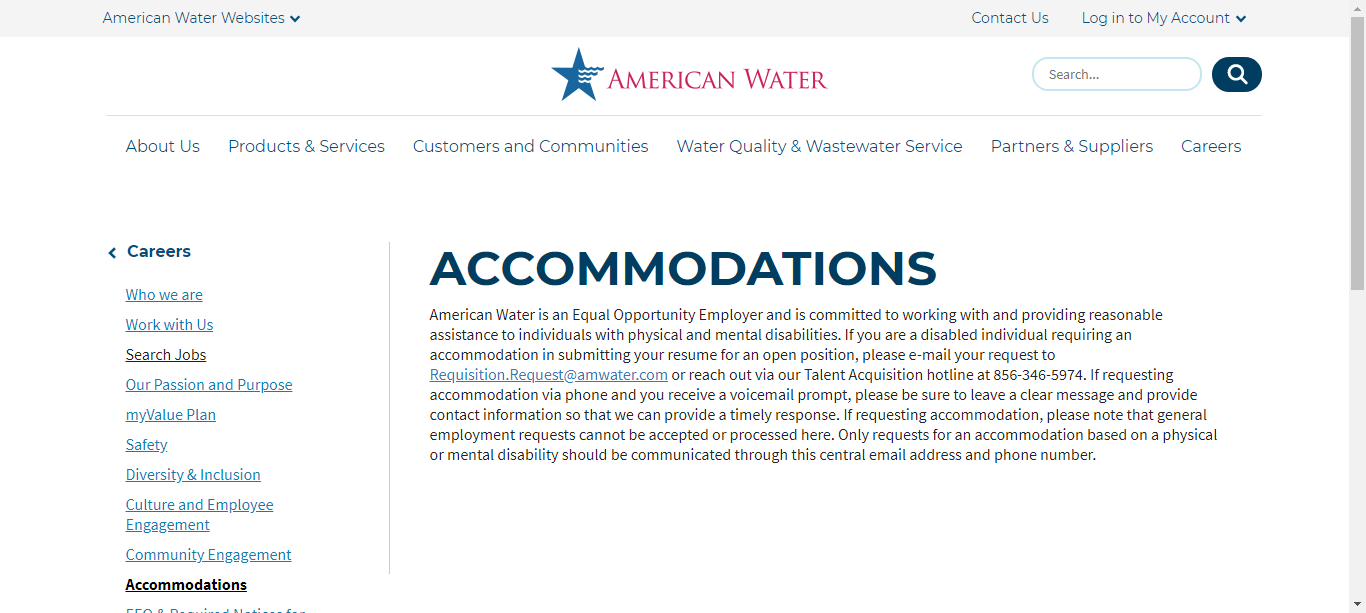 American Water Websites
Contact Us
Log in to My Account
AMERICAN WATER
Search...
About Us
Products & Services
Customers and Communities
Water Quality & Wastewater Service
Partners & Suppliers
Careers
Careers
Who we are
Work with Us
Search Jobs
Our Passion and Purpose
myValue Plan
Safety
Diversity & Inclusion
Culture and Employee
Engagement
Community Engagement
Accommodations
EEO & Required Notices for
ACCOMMODATIONS
American Water is an Equal Opportunity Employer and is committed to working with and providing reasonable
assistance to individuals with physical and mental disabilities. If you are a disabled individual requiring an
accommodation in submitting your resume for an open position, please e-mail your request to
Requisition.Request@amwater.com or reach out via our Talent Acquisition hotline at 856-346-5974. If requesting
accommodation via phone and you receive a voicemail prompt, please be sure to leave a clear message and provide
contact information so that we can provide a timely response. If requesting accommodation, please note that general
employment requests cannot be accepted or processed here. Only requests for an accommodation based on a physical
or mental disability should be communicated through this central email address and phone number.